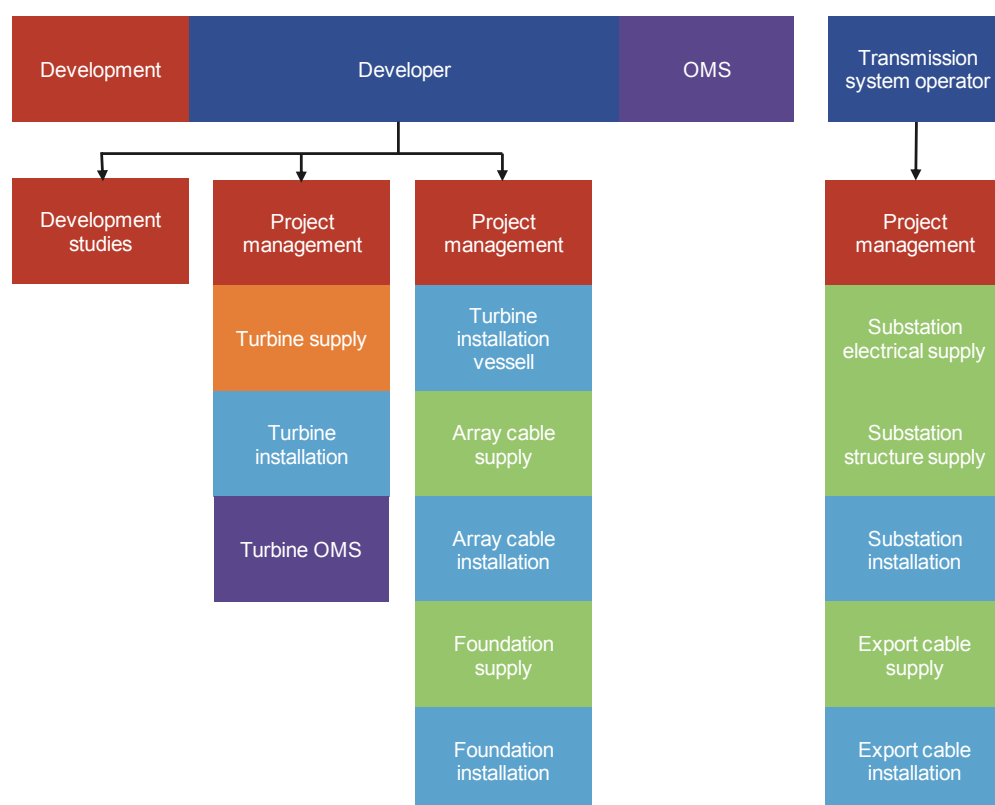 Development
Developer
OMS
Transmission
system operator
Development
studies
Project
management
Turbine supply
Turbine
installation
Turbine OMS
Project
management
Turbine
installation
vessell
Array cable
supply
Array cable
installation
Foundation
supply
Foundation
installation
Project
management
Substation
electrical supply
Substation
structure supply
Substation
installation
Export cable
supply
Export cable
installation